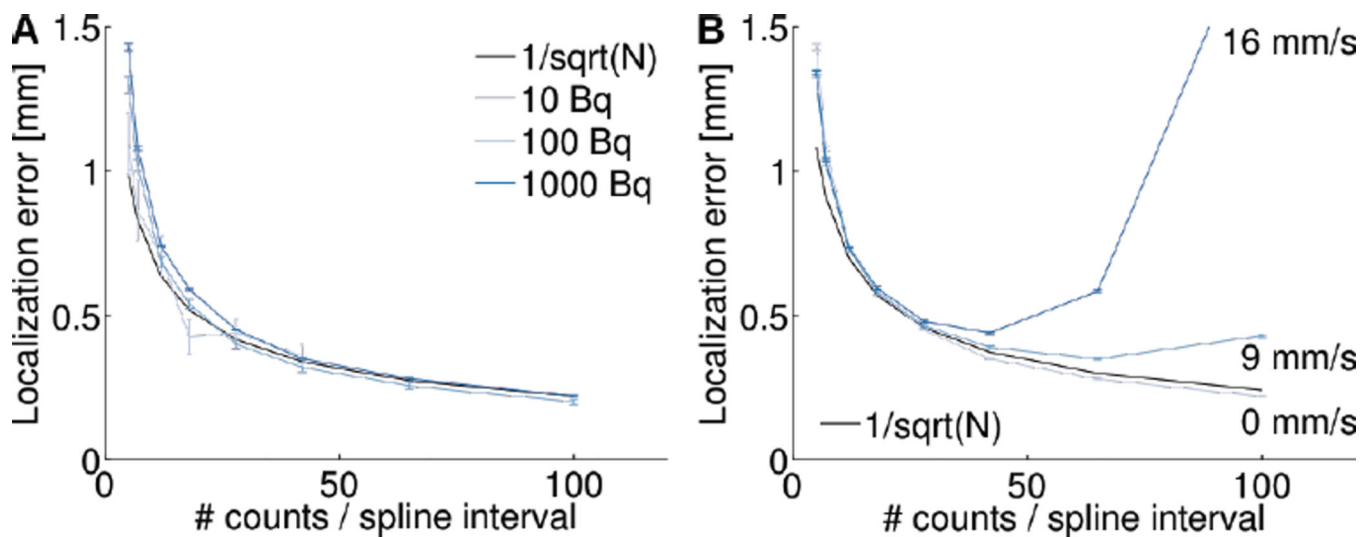 A
1.5
1
0.5
0
Localization error [mm]
1/sqrt(N)
10 Bq
100 Bq
1000 Bq
0
50
100
# counts / spline interval
B
1.5
1
0.5
0
Localization error [mm]
16 mm/s
9 mm/s
0 mm/s
1/sqrt(N)
0
50
100
# counts / spline interval